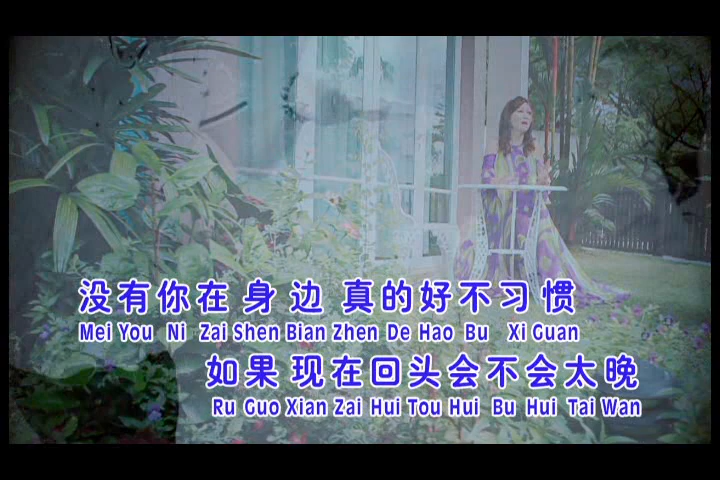 没有你在身边 真的好不习惯
Mei You Ni Zai Shen Bian Zhen De Hao Bu Xi Guan
如果现在回头会不会太晚
Ru Guo Xian Zai Hui Tou Hui Bu Hui Tai Wan